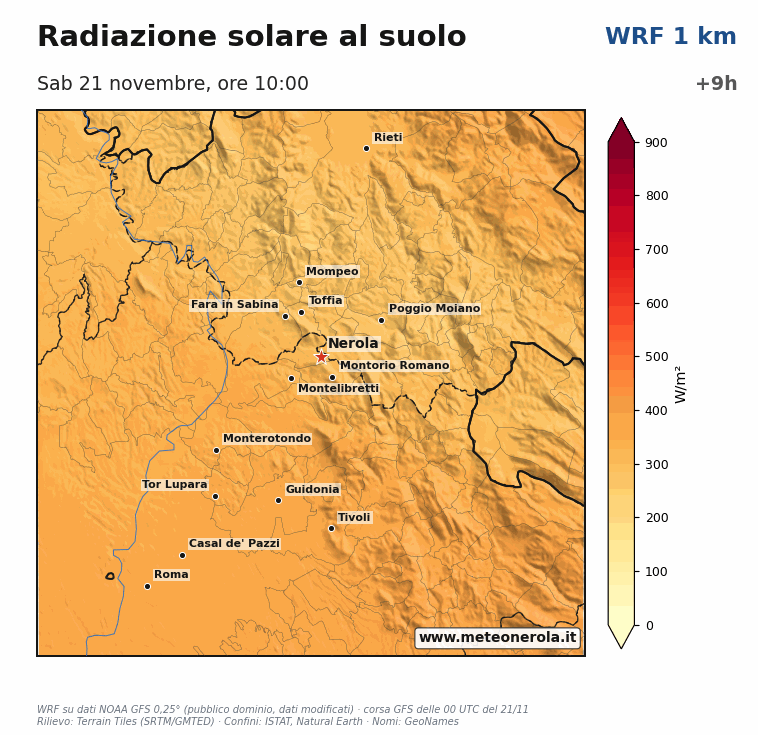 Radiazione solare al suolo
WRF 1 km
Sab 21 novembre, ore 10:00
+9h
Rieti
Mompeo
Toffia
Fara in Sabina
Poggio Moiano
Nerola
Montorio Romano
Montelibretti
Monterotondo
Tor Lupara
Guidonia
Tivoli
Casal de' Pazzi
Roma
www.meteonerola.it
900
800
700
600
500
400
300
200
100
0
W/m²
WRF su dati NOAA GFS 0,25° (pubblico dominio, dati modificati) · corsa GFS delle 00 UTC del 21/11
Rilievo: Terrain Tiles (SRTM/GMTED) · Confini: ISTAT, Natural Earth · Nomi: GeoNames